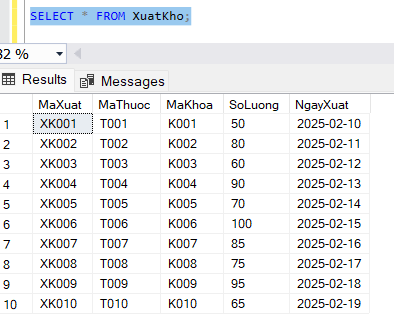 SELECT * FROM XuatKho;
32 %
Results Messages
MaXuat MaThuoc MaKhoa SoLuong NgayXuat
1 XK001 T001 K001 50 2025-02-10
2 XK002 T002 K002 80 2025-02-11
3 XK003 T003 K003 60 2025-02-12
4 XK004 T004 K004 90 2025-02-13
5 XK005 T005 K005 70 2025-02-14
6 XK006 T006 K006 100 2025-02-15
7 XK007 T007 K007 85 2025-02-16
8 XK008 T008 K008 75 2025-02-17
9 XK009 T009 K009 95 2025-02-18
10 XK010 T010 K010 65 2025-02-19